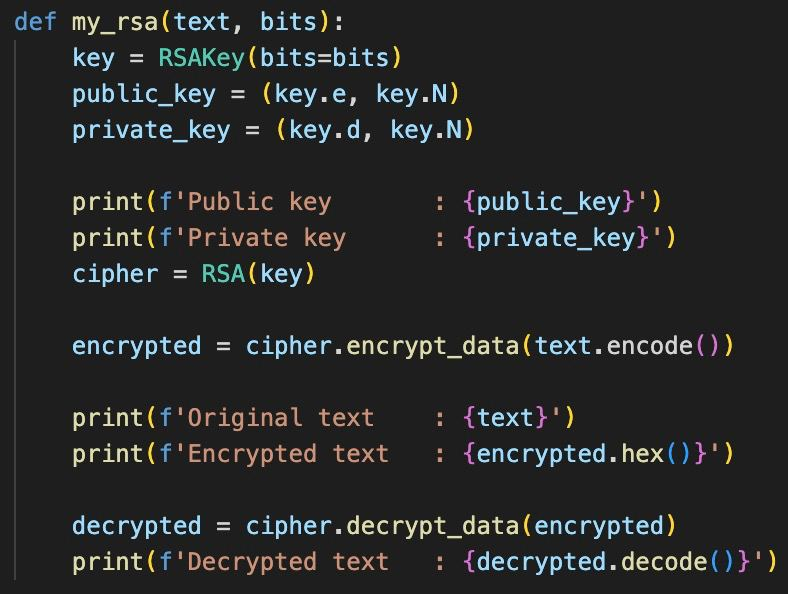 def my_rsa(text, bits):
    key = RSAKey(bits=bits)
    public_key = (key.e, key.N)
    private_key = (key.d, key.N)

    print(f'Public key       : {public_key}')
    print(f'Private key      : {private_key}')
    cipher = RSA(key)

    encrypted = cipher.encrypt_data(text.encode())

    print(f'Original text    : {text}')
    print(f'Encrypted text   : {encrypted.hex()}')

    decrypted = cipher.decrypt_data(encrypted)
    print(f'Decrypted text   : {decrypted.decode()}')